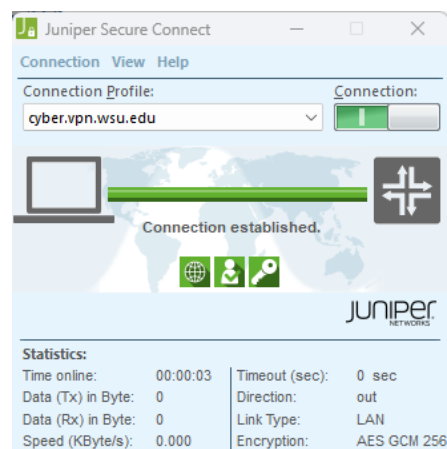 Juniper Secure Connect
Connection View Help
Connection Profile: Connection:
cyber.vpn.wsu.edu
Connection established.
JUNIPER
NETWORKS
Statistics:
Time online: 00:00:03 Timeout (sec): 0 sec
Data (Tx) in Byte: 0 Direction: out
Data (Rx) in Byte: 0 Link Type: LAN
Speed (KByte/s): 0.000 Encryption: AES GCM 256